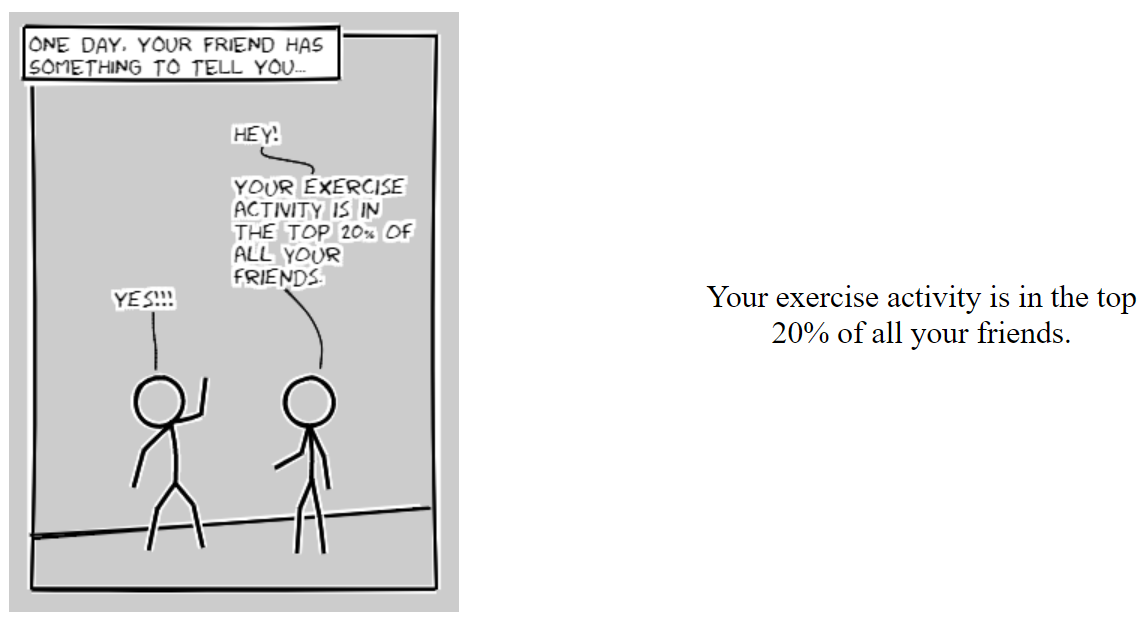 ONE DAY, YOUR FRIEND HAS
SOMETHING TO TELL YOU...
HEY!
YOUR EXERCISE
ACTIVITY IS IN
THE TOP 20% OF
ALL YOUR
FRIENDS.
YES!!!
Your exercise activity is in the top
20% of all your friends.